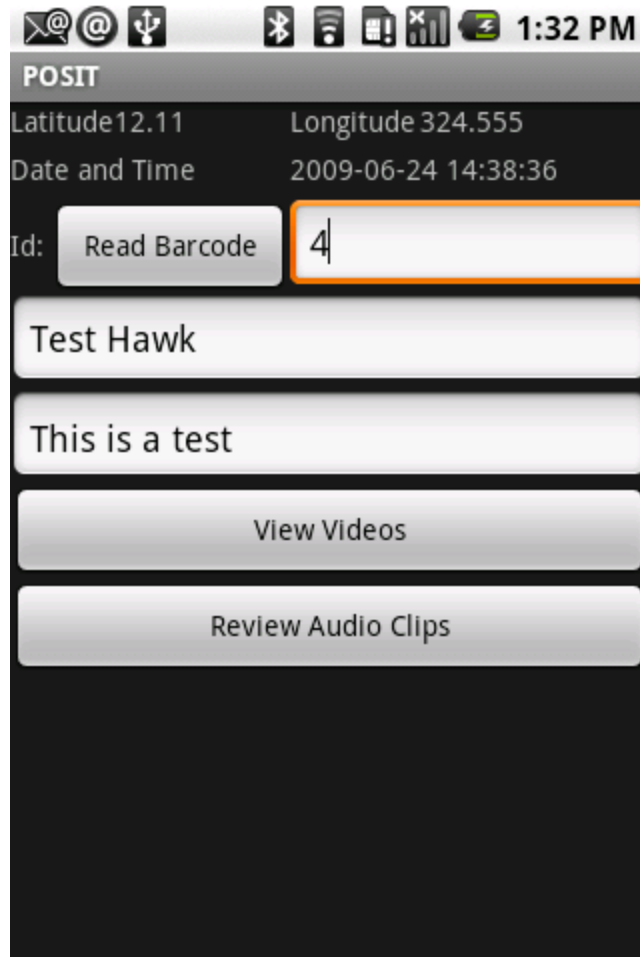 1:32 PM
POSIT
Latitude12.11 Longitude 324.555
Date and Time 2009-06-24 14:38:36
Id: Read Barcode 4
Test Hawk
This is a test
View Videos
Review Audio Clips